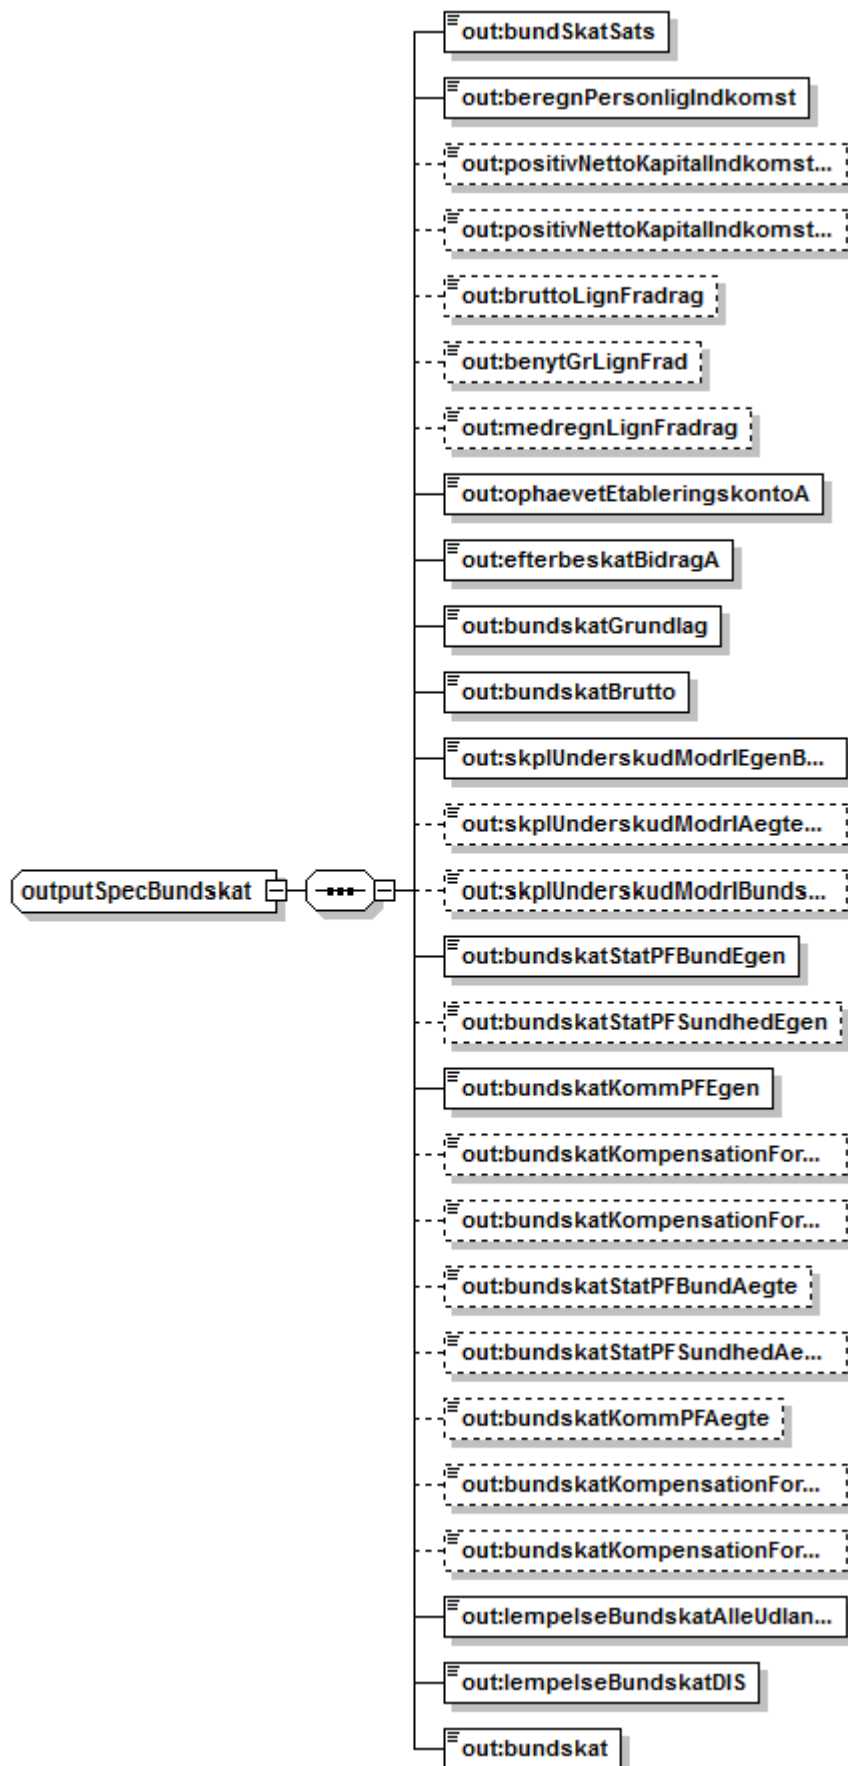 out:bundSkatSats
out:beregnPersonligIndkomst
out:positivNettoKapitalIndkomst...
out:positivNettoKapitalIndkomst...
out:bruttoLignFradrag
out:benytGrLignFrad
out:medregnLignFradrag
out:ophaevetEtableringskontoA
out:efterbeskatBidragA
out:bundskatGrundlag
out:bundskatBrutto
out:skplUnderskudModrlEgenB...
out:skplUnderskudModrlAegte...
outputSpecBundskat
out:skplUnderskudModrlBunds...
out:bundskatStatPFBundEgen
out:bundskatStatPFSundhedEgen
out:bundskatKommPFEgen
out:bundskatKompensationFor...
out:bundskatKompensationFor...
out:bundskatStatPFBundAegte
out:bundskatStatPFSundhedAe...
out:bundskatKommPFAegte
out:bundskatKompensationFor...
out:bundskatKompensationFor...
out:lempelseBundskatAlleUdlan...
out:lempelseBundskatDIS
out:bundskat